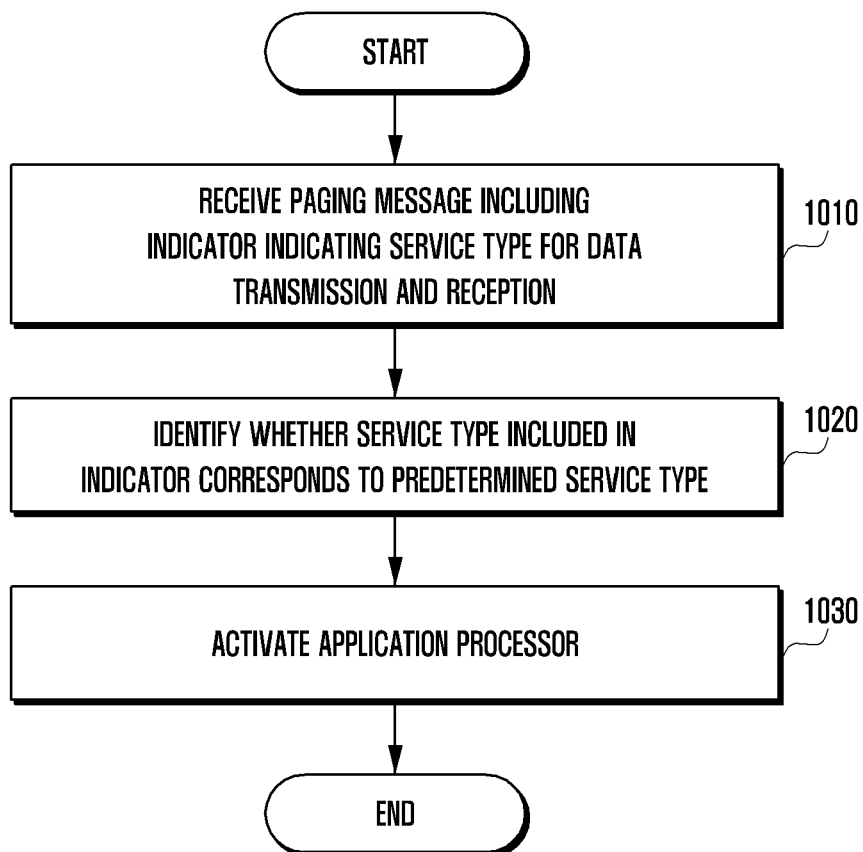 START
RECEIVE PAGING MESSAGE INCLUDING
INDICATOR INDICATING SERVICE TYPE FOR DATA
TRANSMISSION AND RECEPTION
1010
IDENTIFY WHETHER SERVICE TYPE INCLUDED IN
INDICATOR CORRESPONDS TO PREDETERMINED SERVICE TYPE
1020
ACTIVATE APPLICATION PROCESSOR
1030
END